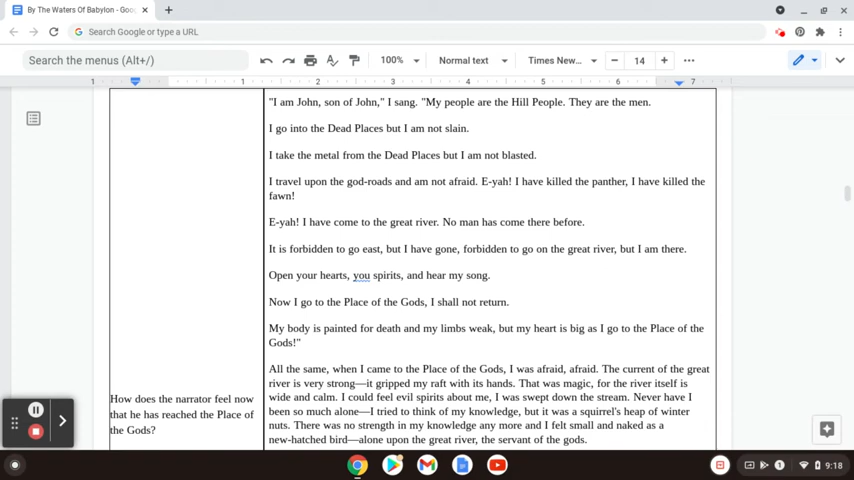 By The Waters Of Babylon - Goo
Search Google or type a URL
1
Search the menus (Alt+/)
100%
Normal text
Times New...
14
1 1 2 3 4 5 6 7
"I am John, son of John," I sang. "My people are the Hill People. They are the men.
I go into the Dead Places but I am not slain.
I take the metal from the Dead Places but I am not blasted.
I travel upon the god-roads and am not afraid. E-yah! I have killed the panther, I have killed the
fawn!
E-yah! I have come to the great river. No man has come there before.
It is forbidden to go east, but I have gone, forbidden to go on the great river, but I am there.
Open your hearts, you spirits, and hear my song.
Now I go to the Place of the Gods, I shall not return.
My body is painted for death and my limbs weak, but my heart is big as I go to the Place of the
Gods!"
All the same, when I came to the Place of the Gods, I was afraid, afraid. The current of the great
river is very strong—it gripped my raft with its hands. That was magic, for the river itself is
wide and calm. I could feel evil spirits about me, I was swept down the stream. Never have I
been so much alone—I tried to think of my knowledge, but it was a squirrel's heap of winter
nuts. There was no strength in my knowledge any more and I felt small and naked as a
new-hatched bird—alone upon the great river, the servant of the gods.
How does the narrator feel now
that he has reached the Place of
the Gods?
1
9:18